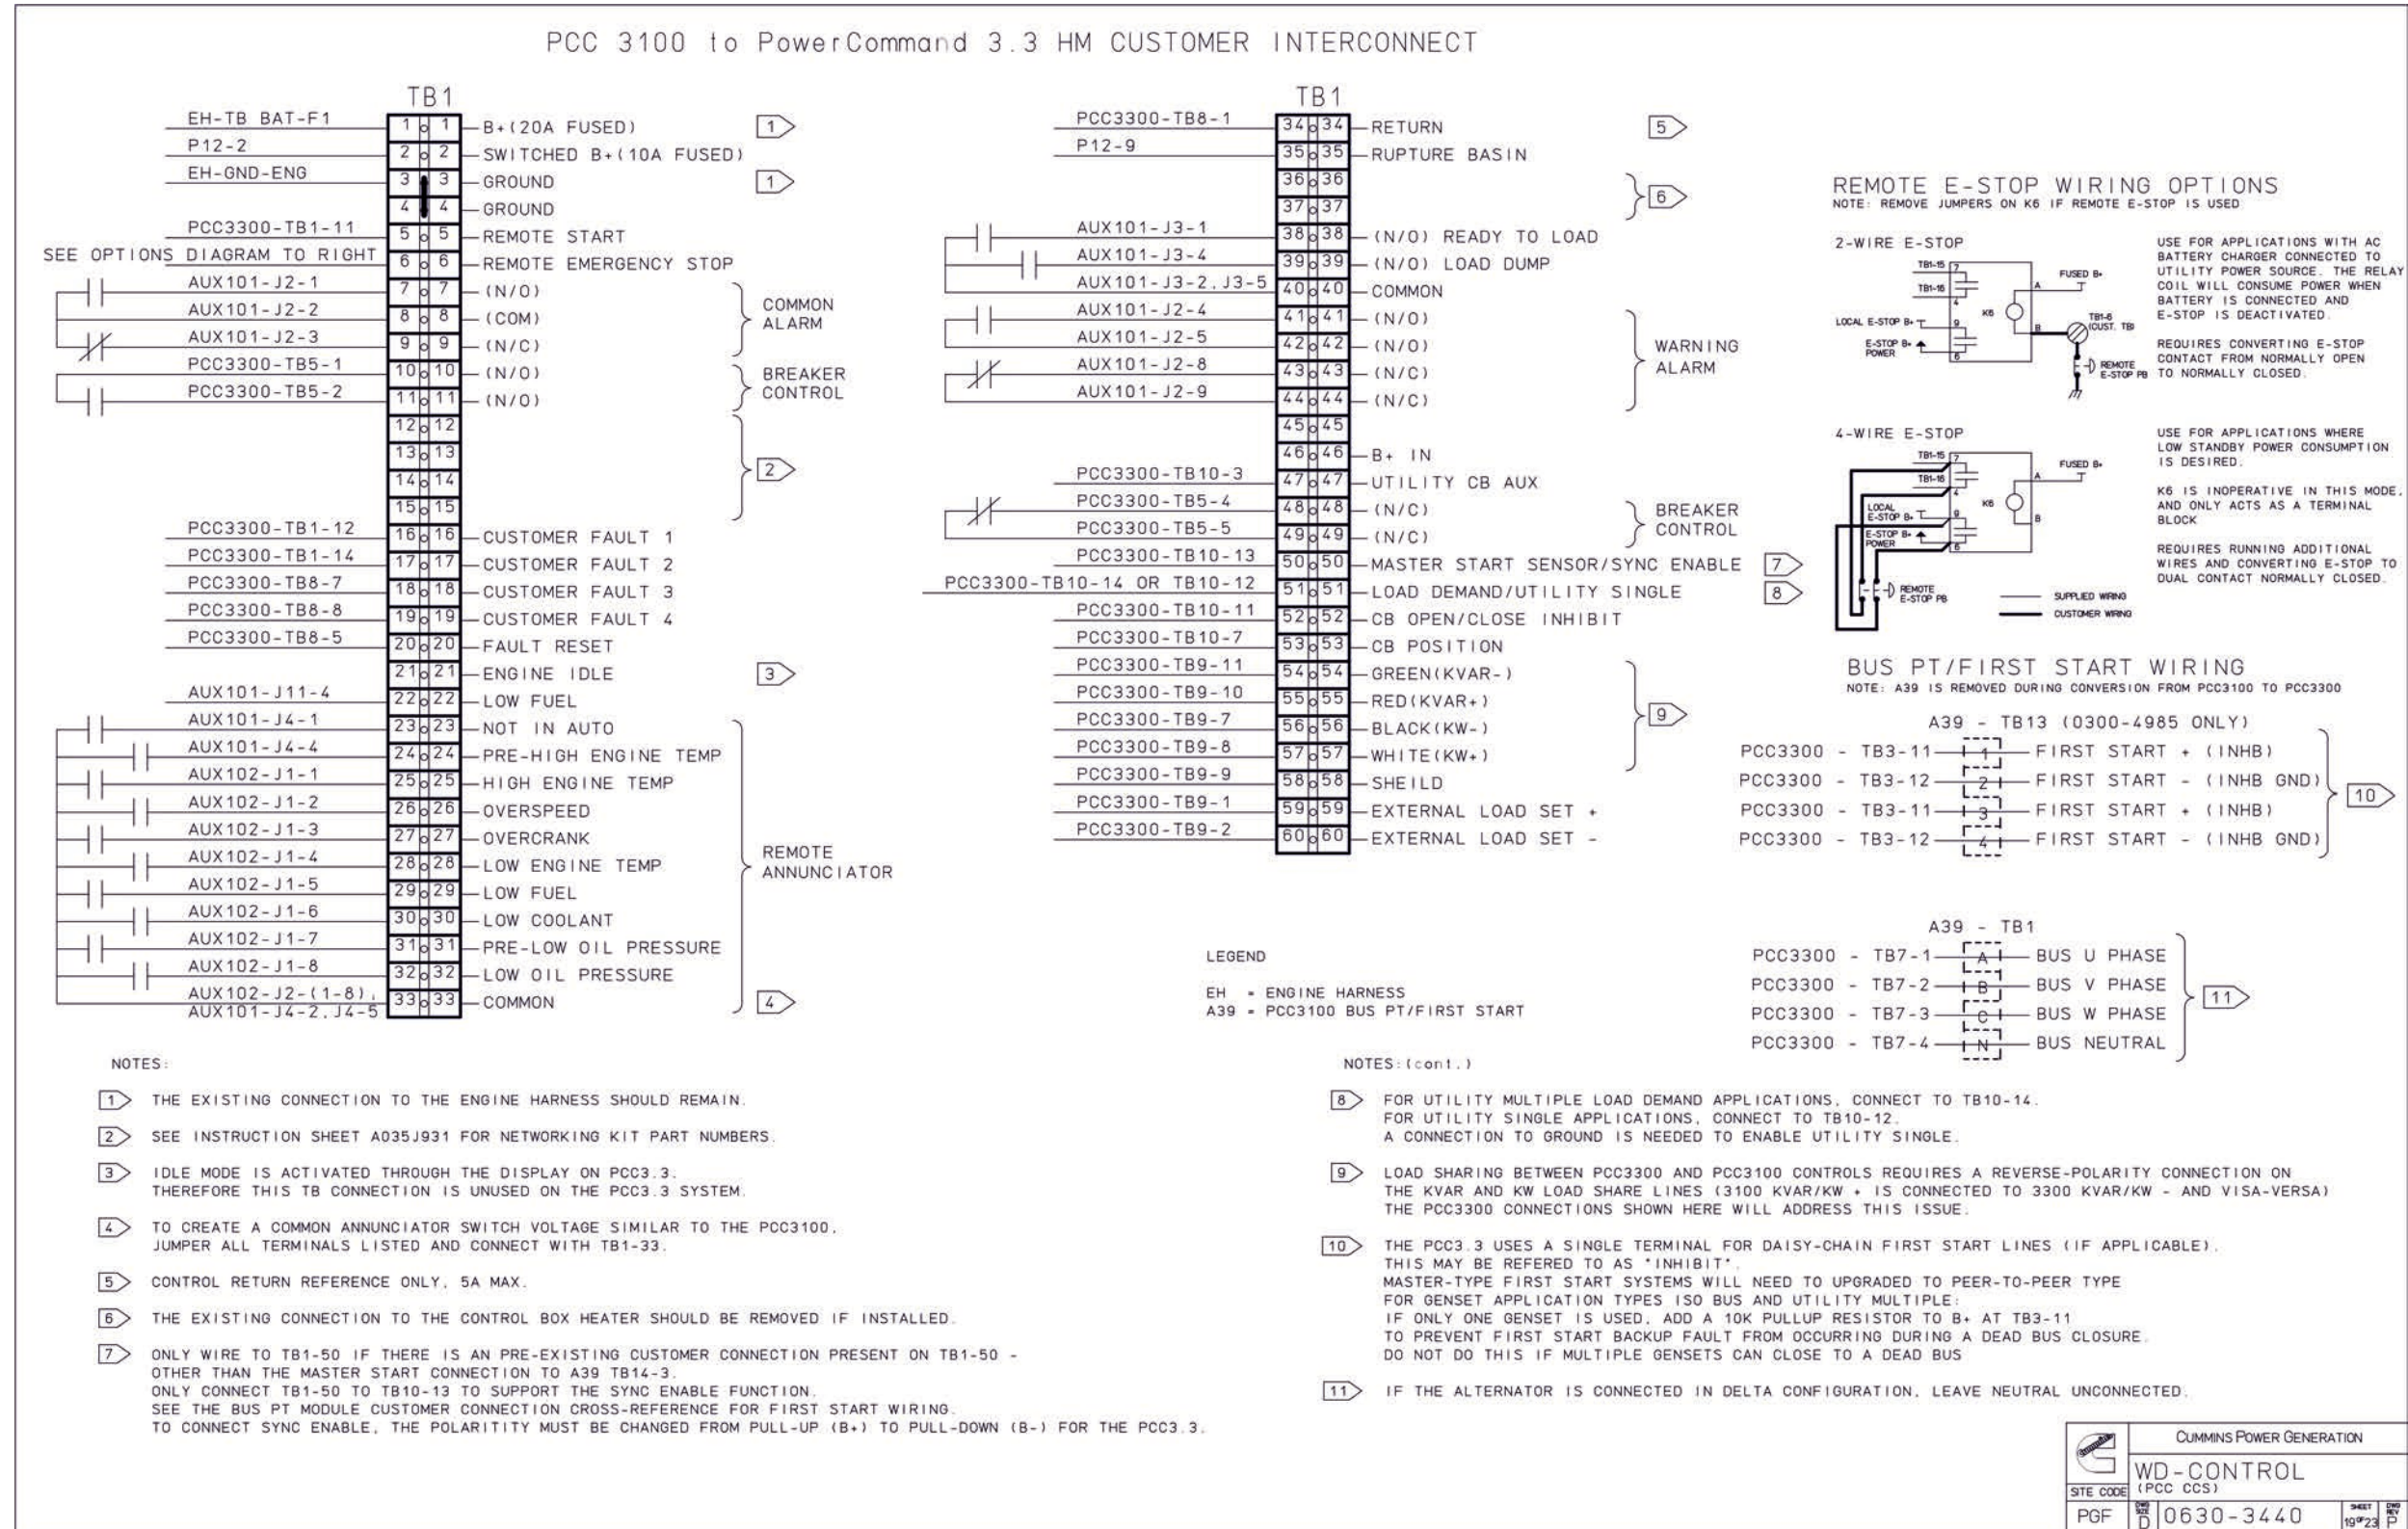 PCC 3100 to PowerCommand 3.3 HM CUSTOMER INTERCONNECT
TB1
EH-TB BAT-F1 1 1 B+(20A FUSED) 1
P12-2 2 2 SWITCHED B+(10A FUSED)
EH-GND-ENG 3 3 GROUND 1
4 4 GROUND
PCC3300-TB1-11 5 5 REMOTE START
SEE OPTIONS DIAGRAM TO RIGHT 6 6 REMOTE EMERGENCY STOP
AUX101-J2-1 7 7 (N/O)
AUX101-J2-2 8 8 (COM)
AUX101-J2-3 9 9 (N/C)
COMMON
ALARM
PCC3300-TB5-1 10 10 (N/O)
PCC3300-TB5-2 11 11 (N/O)
BREAKER
CONTROL
12 12
13 13
14 14
15 15
2
PCC3300-TB1-12 16 16 CUSTOMER FAULT 1
PCC3300-TB1-14 17 17 CUSTOMER FAULT 2
PCC3300-TB8-7 18 18 CUSTOMER FAULT 3
PCC3300-TB8-8 19 19 CUSTOMER FAULT 4
PCC3300-TB8-5 20 20 FAULT RESET
21 21 ENGINE IDLE 3
AUX101-J11-4 22 22 LOW FUEL
AUX101-J4-1 23 23 NOT IN AUTO
AUX101-J4-4 24 24 PRE-HIGH ENGINE TEMP
AUX102-J1-1 25 25 HIGH ENGINE TEMP
AUX102-J1-2 26 26 OVERSPEED
AUX102-J1-3 27 27 OVERCRANK
AUX102-J1-4 28 28 LOW ENGINE TEMP
AUX102-J1-5 29 29 LOW FUEL
AUX102-J1-6 30 30 LOW COOLANT
AUX102-J1-7 31 31 PRE-LOW OIL PRESSURE
AUX102-J1-8 32 32 LOW OIL PRESSURE
AUX102-J2-(1-8),
AUX101-J4-2,J4-5 33 33 COMMON 4
REMOTE
ANNUNCIATOR
TB1
PCC3300-TB8-1 34 34 RETURN 5
P12-9 35 35 RUPTURE BASIN
36 36
37 37
6
AUX101-J3-1 38 38 (N/O) READY TO LOAD
AUX101-J3-4 39 39 (N/O) LOAD DUMP
AUX101-J3-2,J3-5 40 40 COMMON
AUX101-J2-4 41 41 (N/O)
AUX101-J2-5 42 42 (N/O)
AUX101-J2-8 43 43 (N/C)
AUX101-J2-9 44 44 (N/C)
WARNING
ALARM
45 45
46 46 B+ IN
PCC3300-TB10-3 47 47 UTILITY CB AUX
PCC3300-TB5-4 48 48 (N/C)
PCC3300-TB5-5 49 49 (N/C)
BREAKER
CONTROL
PCC3300-TB10-13 50 50 MASTER START SENSOR/SYNC ENABLE 7
PCC3300-TB10-14 OR TB10-12 51 51 LOAD DEMAND/UTILITY SINGLE 8
PCC3300-TB10-11 52 52 CB OPEN/CLOSE INHIBIT
PCC3300-TB10-7 53 53 CB POSITION
PCC3300-TB9-11 54 54 GREEN(KVAR-)
PCC3300-TB9-10 55 55 RED(KVAR+)
PCC3300-TB9-7 56 56 BLACK(KW-)
PCC3300-TB9-8 57 57 WHITE(KW+)
9
PCC3300-TB9-9 58 58 SHEILD
PCC3300-TB9-1 59 59 EXTERNAL LOAD SET +
PCC3300-TB9-2 60 60 EXTERNAL LOAD SET -
REMOTE E-STOP WIRING OPTIONS
NOTE: REMOVE JUMPERS ON K6 IF REMOTE E-STOP IS USED
2-WIRE E-STOP
TB1-15 7
TB1-16 4
K6
A
FUSED B+
LOCAL E-STOP B+ 9
E-STOP B+
POWER
6
B
TB1-6
(CUST. TB)
REMOTE
E-STOP PB
USE FOR APPLICATIONS WITH AC
BATTERY CHARGER CONNECTED TO
UTILITY POWER SOURCE. THE RELAY
COIL WILL CONSUME POWER WHEN
BATTERY IS CONNECTED AND
E-STOP IS DEACTIVATED.
REQUIRES CONVERTING E-STOP
CONTACT FROM NORMALLY OPEN
TO NORMALLY CLOSED.
4-WIRE E-STOP
TB1-15 7
TB1-16 4
K6
A
FUSED B+
LOCAL
E-STOP B+ 9
E-STOP B+
POWER
6
B
REMOTE
E-STOP PB
SUPPLIED WIRING
CUSTOMER WIRING
USE FOR APPLICATIONS WHERE
LOW STANDBY POWER CONSUMPTION
IS DESIRED.
K6 IS INOPERATIVE IN THIS MODE,
AND ONLY ACTS AS A TERMINAL
BLOCK
REQUIRES RUNNING ADDITIONAL
WIRES AND CONVERTING E-STOP TO
DUAL CONTACT NORMALLY CLOSED.
BUS PT/FIRST START WIRING
NOTE: A39 IS REMOVED DURING CONVERSION FROM PCC3100 TO PCC3300
A39 - TB13 (0300-4985 ONLY)
PCC3300 - TB3-11 1 FIRST START + (INHB)
PCC3300 - TB3-12 2 FIRST START - (INHB GND)
PCC3300 - TB3-11 3 FIRST START + (INHB)
PCC3300 - TB3-12 4 FIRST START - (INHB GND)
10
A39 - TB1
PCC3300 - TB7-1 A BUS U PHASE
PCC3300 - TB7-2 B BUS V PHASE
PCC3300 - TB7-3 C BUS W PHASE
PCC3300 - TB7-4 N BUS NEUTRAL
11
LEGEND
EH = ENGINE HARNESS
A39 = PCC3100 BUS PT/FIRST START
NOTES:
1 THE EXISTING CONNECTION TO THE ENGINE HARNESS SHOULD REMAIN.
2 SEE INSTRUCTION SHEET A035J931 FOR NETWORKING KIT PART NUMBERS.
3 IDLE MODE IS ACTIVATED THROUGH THE DISPLAY ON PCC3.3.
THEREFORE THIS TB CONNECTION IS UNUSED ON THE PCC3.3 SYSTEM.
4 TO CREATE A COMMON ANNUNCIATOR SWITCH VOLTAGE SIMILAR TO THE PCC3100,
JUMPER ALL TERMINALS LISTED AND CONNECT WITH TB1-33.
5 CONTROL RETURN REFERENCE ONLY, 5A MAX.
6 THE EXISTING CONNECTION TO THE CONTROL BOX HEATER SHOULD BE REMOVED IF INSTALLED.
7 ONLY WIRE TO TB1-50 IF THERE IS AN PRE-EXISTING CUSTOMER CONNECTION PRESENT ON TB1-50 -
OTHER THAN THE MASTER START CONNECTION TO A39 TB14-3.
ONLY CONNECT TB1-50 TO TB10-13 TO SUPPORT THE SYNC ENABLE FUNCTION.
SEE THE BUS PT MODULE CUSTOMER CONNECTION CROSS-REFERENCE FOR FIRST START WIRING.
TO CONNECT SYNC ENABLE, THE POLARITITY MUST BE CHANGED FROM PULL-UP (B+) TO PULL-DOWN (B-) FOR THE PCC3.3.
NOTES:(cont.)
8 FOR UTILITY MULTIPLE LOAD DEMAND APPLICATIONS, CONNECT TO TB10-14.
FOR UTILITY SINGLE APPLICATIONS, CONNECT TO TB10-12.
A CONNECTION TO GROUND IS NEEDED TO ENABLE UTILITY SINGLE.
9 LOAD SHARING BETWEEN PCC3300 AND PCC3100 CONTROLS REQUIRES A REVERSE-POLARITY CONNECTION ON
THE KVAR AND KW LOAD SHARE LINES (3100 KVAR/KW + IS CONNECTED TO 3300 KVAR/KW - AND VISA-VERSA)
THE PCC3300 CONNECTIONS SHOWN HERE WILL ADDRESS THIS ISSUE.
10 THE PCC3.3 USES A SINGLE TERMINAL FOR DAISY-CHAIN FIRST START LINES (IF APPLICABLE).
THIS MAY BE REFERED TO AS "INHIBIT".
MASTER-TYPE FIRST START SYSTEMS WILL NEED TO UPGRADED TO PEER-TO-PEER TYPE
FOR GENSET APPLICATION TYPES ISO BUS AND UTILITY MULTIPLE:
IF ONLY ONE GENSET IS USED, ADD A 10K PULLUP RESISTOR TO B+ AT TB3-11
TO PREVENT FIRST START BACKUP FAULT FROM OCCURRING DURING A DEAD BUS CLOSURE.
DO NOT DO THIS IF MULTIPLE GENSETS CAN CLOSE TO A DEAD BUS
11 IF THE ALTERNATOR IS CONNECTED IN DELTA CONFIGURATION, LEAVE NEUTRAL UNCONNECTED.
CUMMINS POWER GENERATION
WD-CONTROL
(PCC CCS)
SITE CODE
PGF
DWG SIZE
D
0630-3440
SHEET
19 OF 23
DWG REV
P